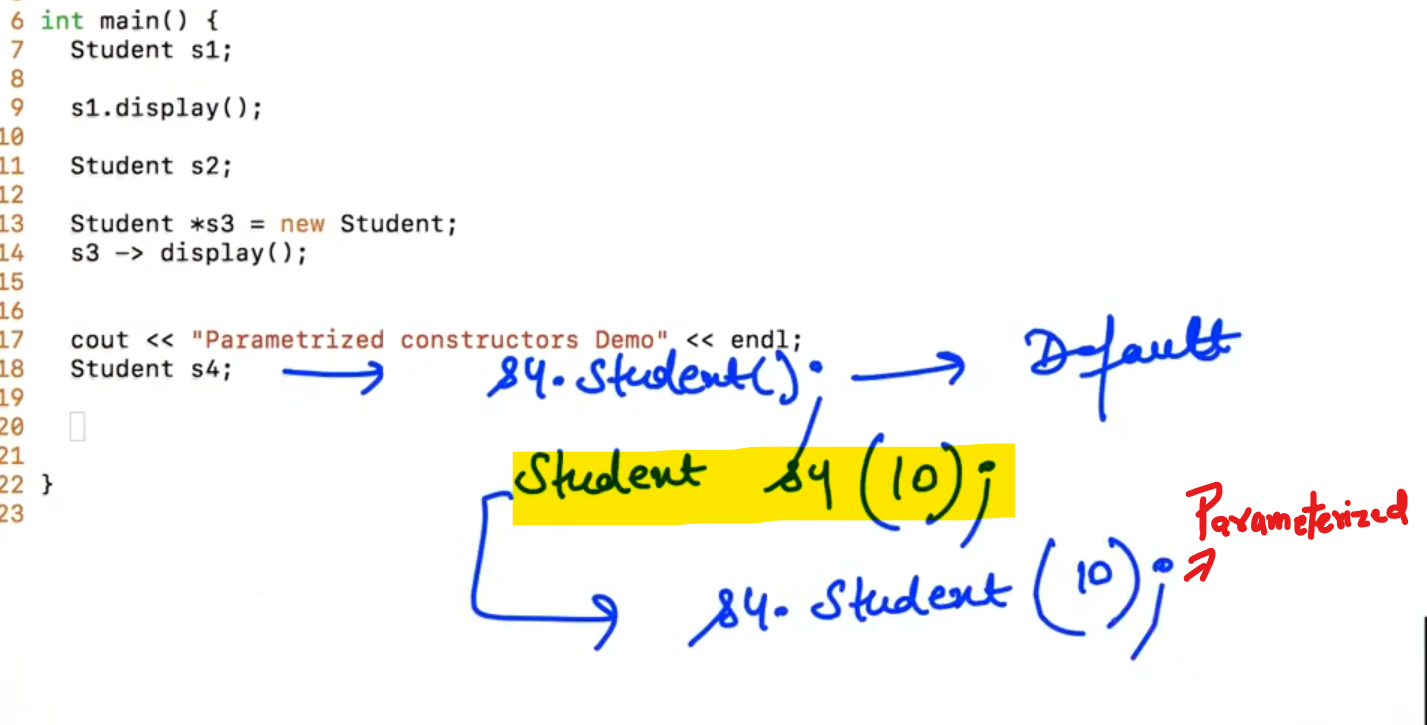 6 int main() {
7 Student s1;
8
9 s1.display();
10
11 Student s2;
12
13 Student *s3 = new Student;
14 s3 -> display();
15
16
17 cout << "Parametrized constructors Demo" << endl;
18 Student s4; s4.Student(); Default
19
20
21 Student s4 (10);
22 }
23 Parameterized
s4. Student (10);